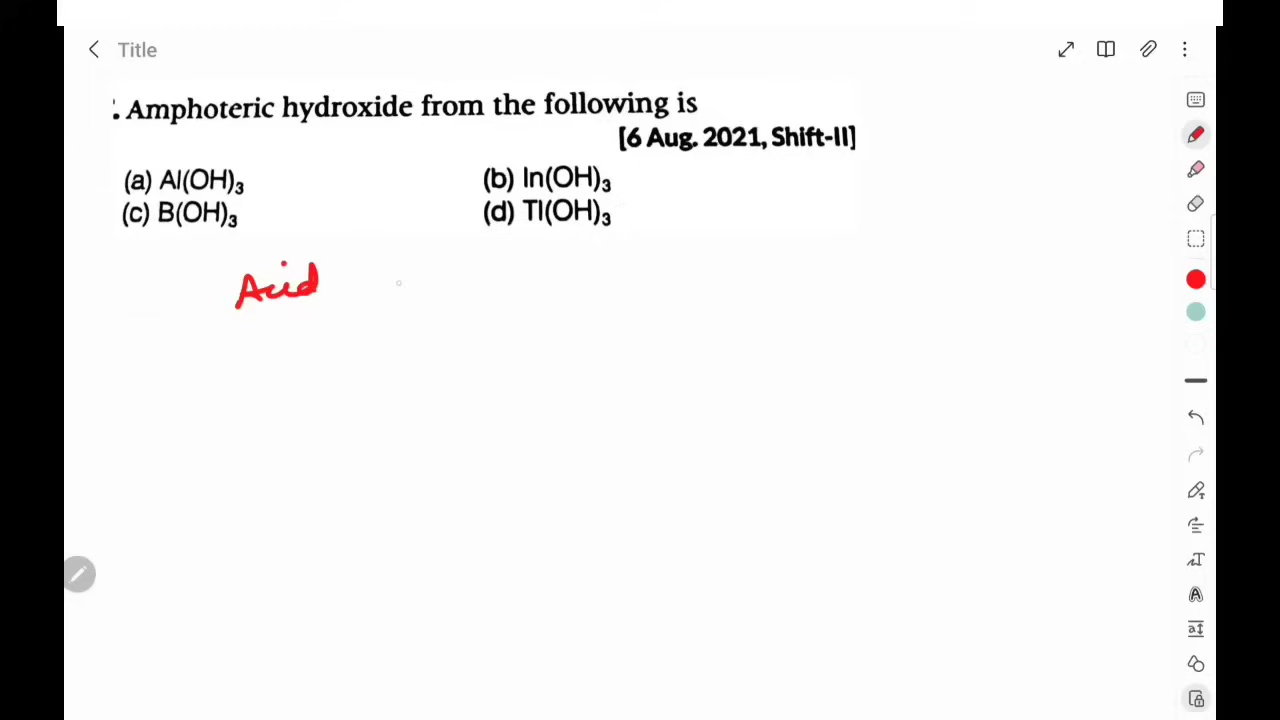 Title
. Amphoteric hydroxide from the following is
[6 Aug. 2021, Shift-II]
(a) Al(OH)₃ (b) In(OH)₃
(c) B(OH)₃ (d) Tl(OH)₃
Acid